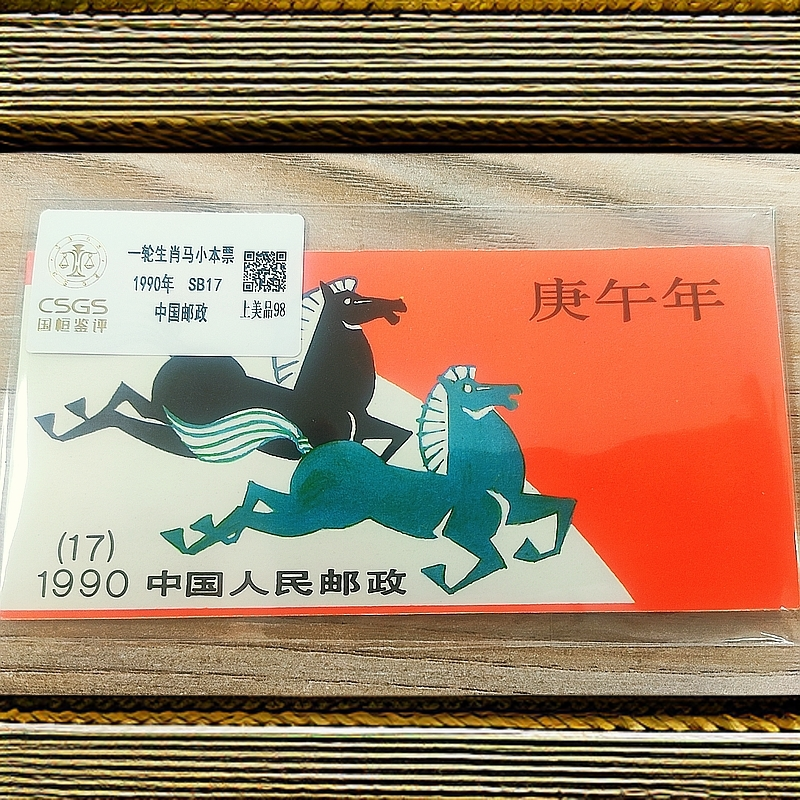 CSGS
国恒鉴评
一轮生肖马小本票
1990年 SB17
中国邮政
上美品98
庚午年
(17)
1990 中国人民邮政